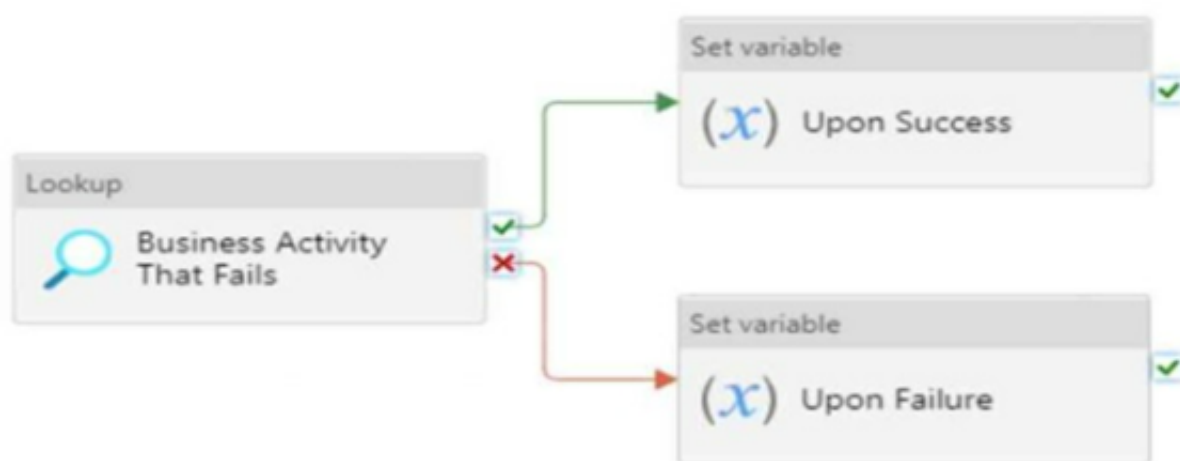 Set variable
(x) Upon Success
Lookup
Business Activity
That Fails
Set variable
(x) Upon Failure